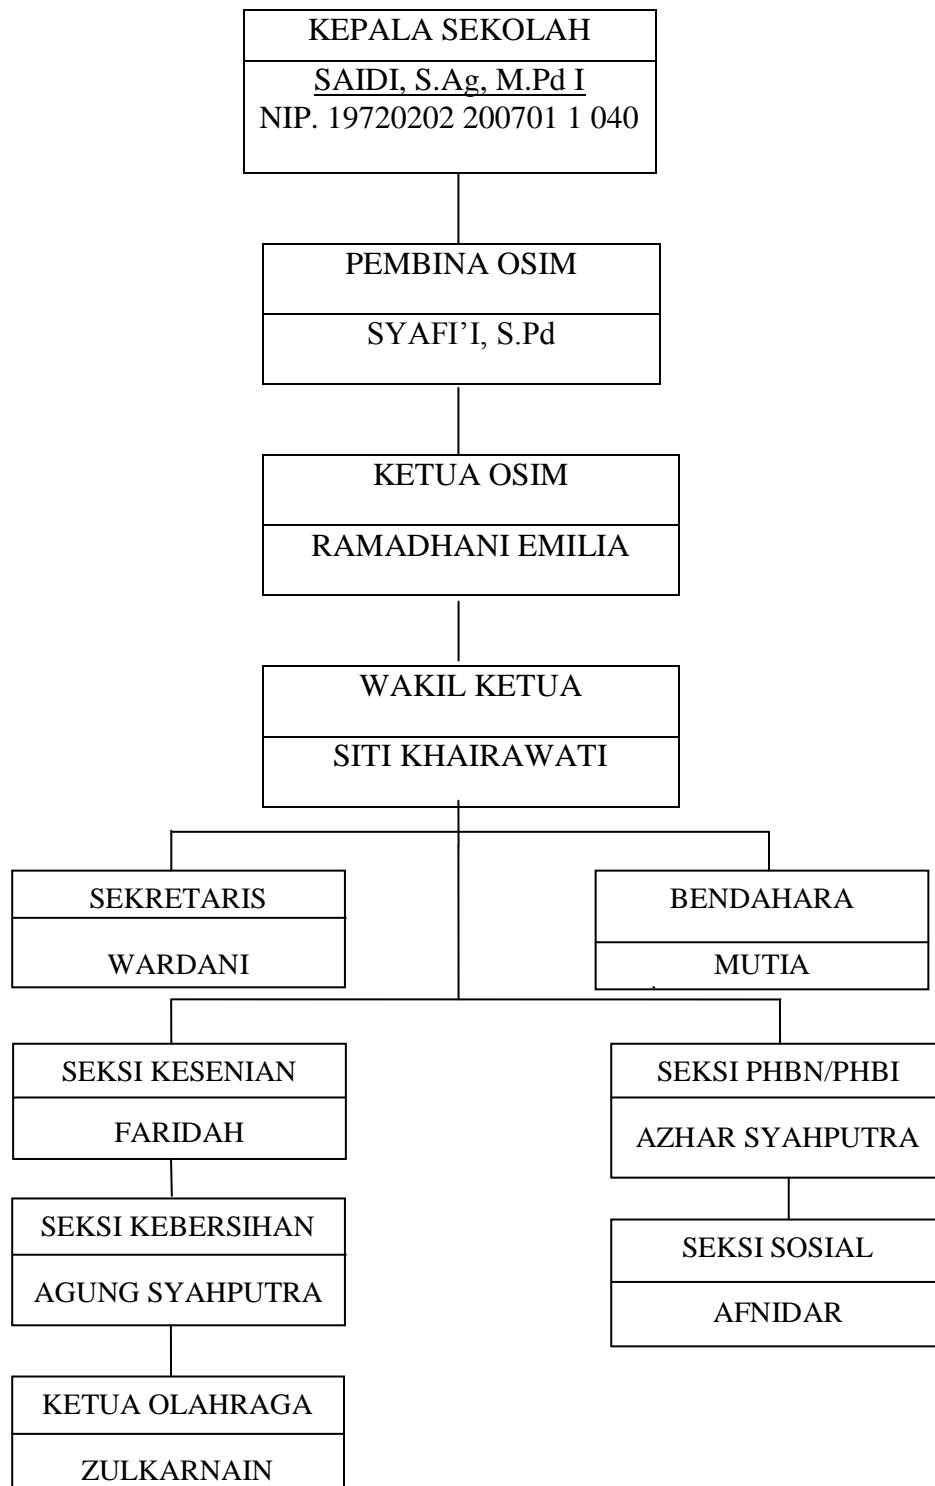 KEPALA SEKOLAH
SAIDI, S.Ag, M.Pd I
NIP. 19720202 200701 1 040
PEMBINA OSIM
SYAFI’I, S.Pd
KETUA OSIM
RAMADHANI EMILIA
WAKIL KETUA
SITI KHAIRAWATI
SEKRETARIS
WARDANI
BENDAHARA
MUTIA
SEKSI KESENIAN
FARIDAH
SEKSI PHBN/PHBI
AZHAR SYAHPUTRA
SEKSI KEBERSIHAN
AGUNG SYAHPUTRA
SEKSI SOSIAL
AFNIDAR
KETUA OLAHRAGA
ZULKARNAIN